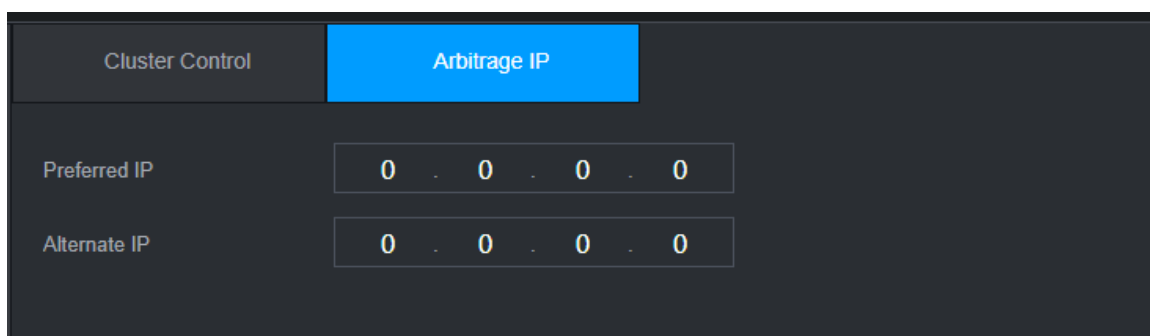 Cluster Control Arbitrage IP
Preferred IP 0 . 0 . 0 . 0
Alternate IP 0 . 0 . 0 . 0